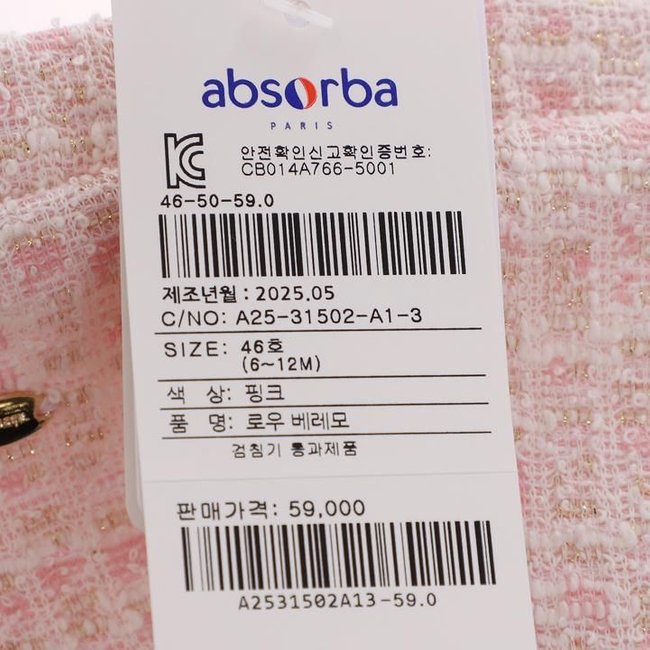 absorba
PARIS
안전확인신고확인증번호:
CB014A766-5001
46-50-59.0
제조년월 : 2025.05
C/NO: A25-31502-A1-3
SIZE: 46호
(6~12M)
색 상: 핑크
품 명: 로우 베레모
검침기 통과제품
판매가격: 59,000
A2531502A13-59.0